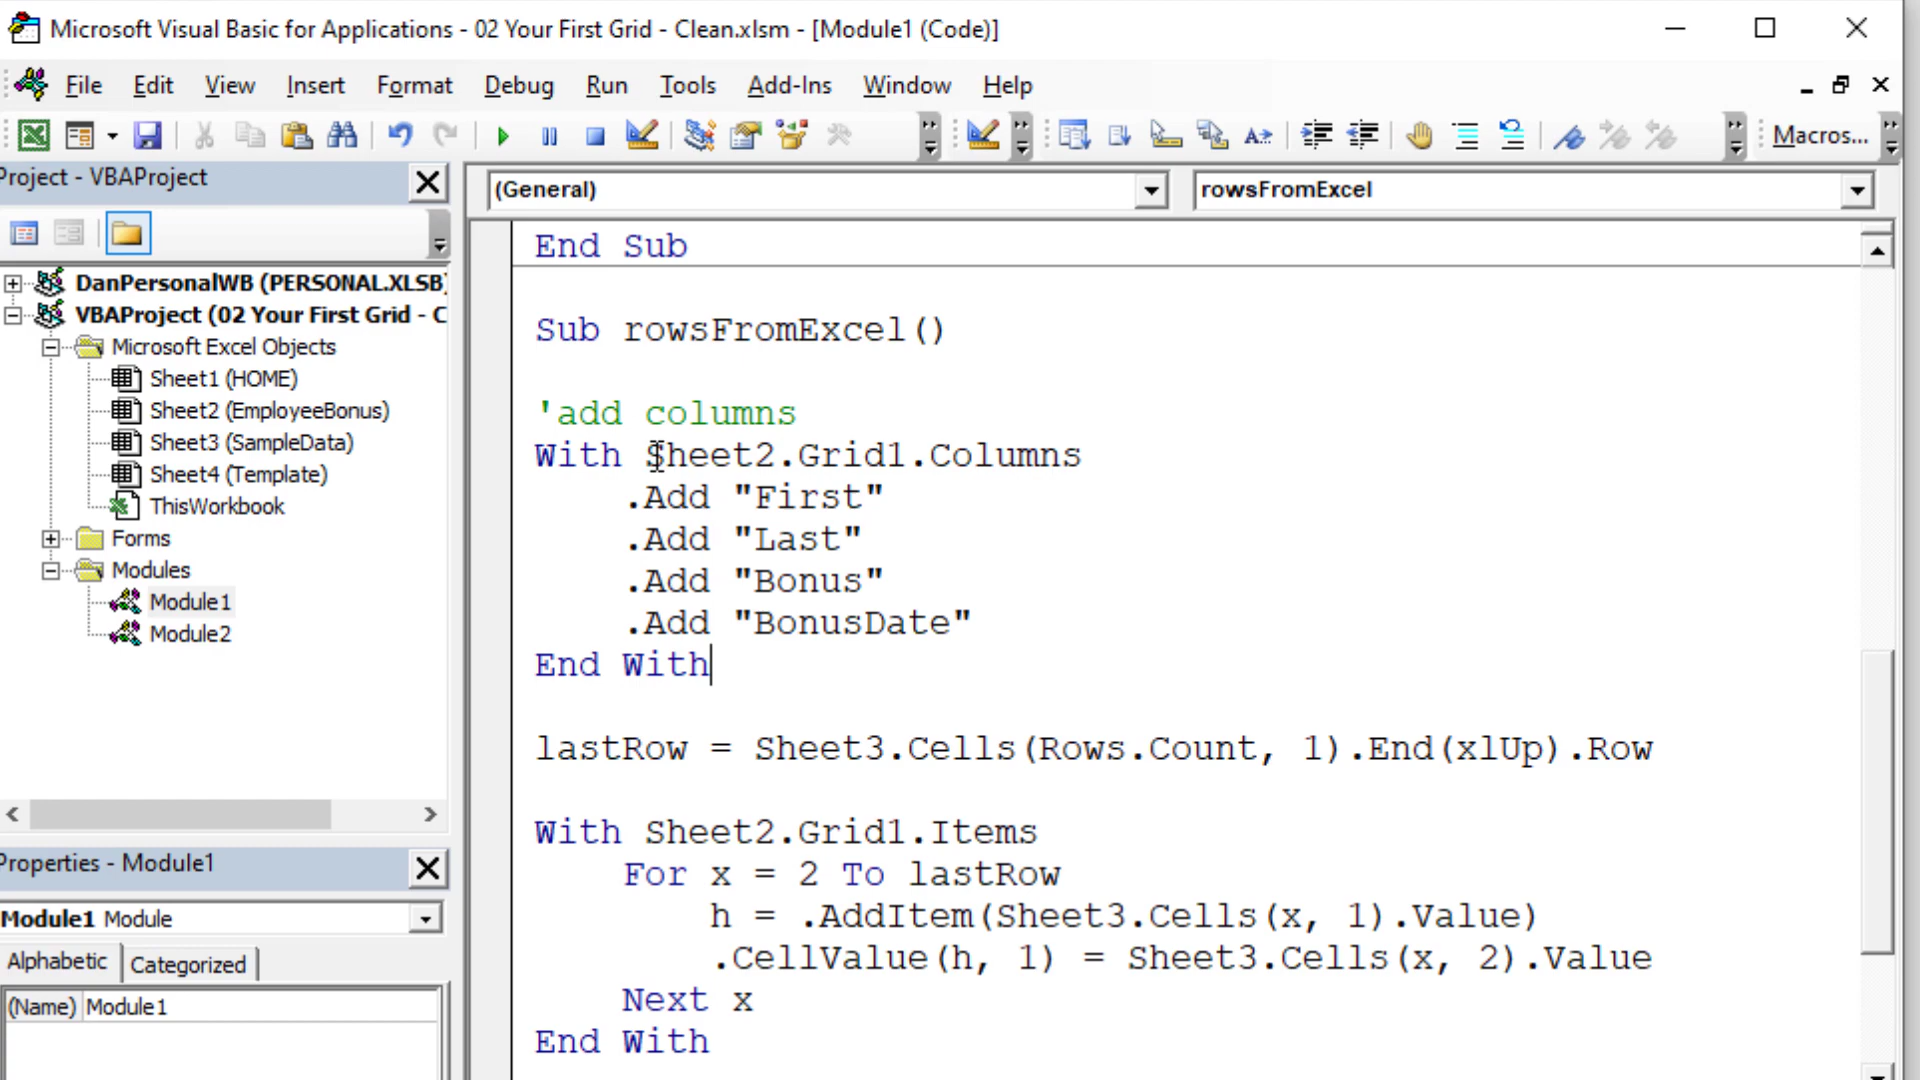 Microsoft Visual Basic for Applications - 02 Your First Grid - Clean.xlsm - [Module1 (Code)]
File Edit View Insert Format Debug Run Tools Add-Ins Window Help
Macros...
Project - VBAProject
(General)
rowsFromExcel
DanPersonalWB (PERSONAL.XLSB)
VBAProject (02 Your First Grid - C
Microsoft Excel Objects
Sheet1 (HOME)
Sheet2 (EmployeeBonus)
Sheet3 (SampleData)
Sheet4 (Template)
ThisWorkbook
Forms
Modules
Module1
Module2
Properties - Module1
Module1 Module
Alphabetic Categorized
(Name) Module1
End Sub
Sub rowsFromExcel()
'add columns
With Sheet2.Grid1.Columns
.Add "First"
.Add "Last"
.Add "Bonus"
.Add "BonusDate"
End With
lastRow = Sheet3.Cells(Rows.Count, 1).End(xlUp).Row
With Sheet2.Grid1.Items
For x = 2 To lastRow
h = .AddItem(Sheet3.Cells(x, 1).Value)
.CellValue(h, 1) = Sheet3.Cells(x, 2).Value
Next x
End With